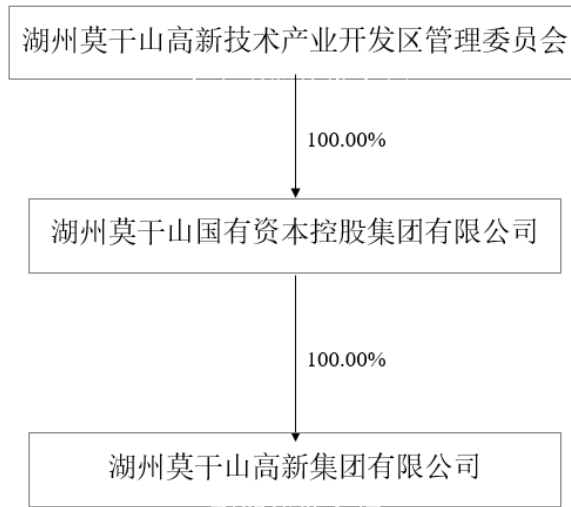 湖州莫干山高新技术产业开发区管理委员会
100.00%
湖州莫干山国有资本控股集团有限公司
100.00%
湖州莫干山高新集团有限公司